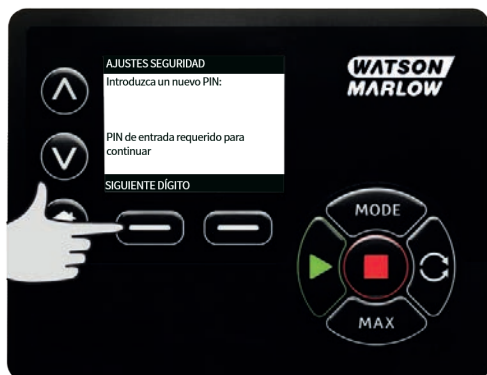 AJUSTES SEGURIDAD
Introduzca un nuevo PIN:
PIN de entrada requerido para
continuar
SIGUIENTE DÍGITO
WATSON
MARLOW
MODE
MAX